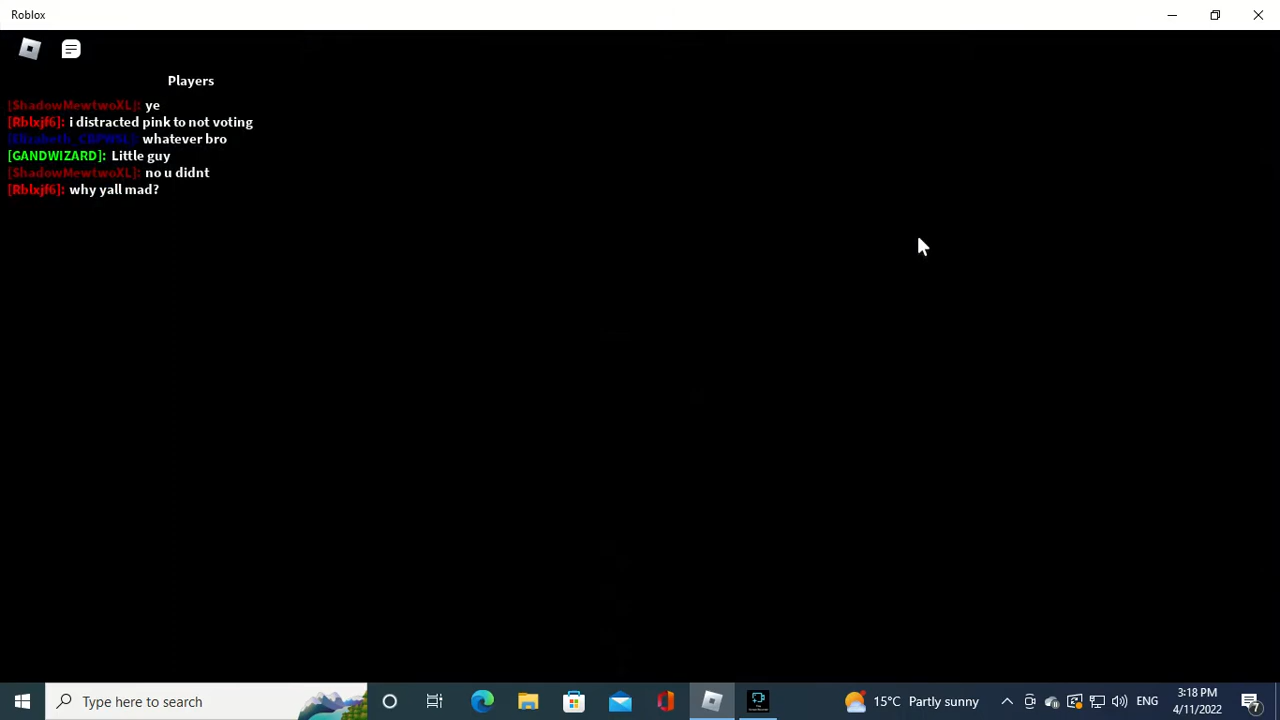 Roblox
Players
[ShadowMewtwoXL]: ye
[Rblxjf6]: i distracted pink to not voting
whatever bro
[GANDWIZARD]: Little guy
[ShadowMewtwoXL]: no u didnt
[Rblxjf6]: why yall mad?
Type here to search
15°C Partly sunny
ENG
3:18 PM
4/11/2022
7